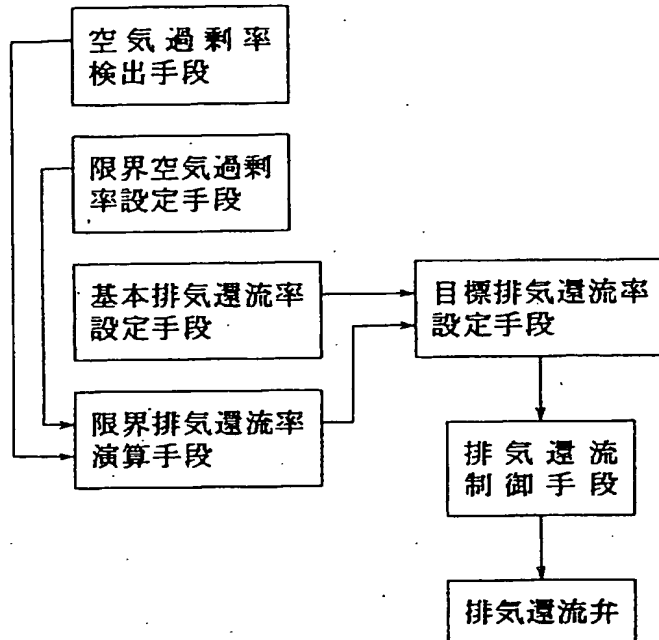 空気過剰率
検出手段
限界空気過剰
率設定手段
基本排気還流率
設定手段
目標排気還流率
設定手段
限界排気還流率
演算手段
排気還流
制御手段
排気還流弁